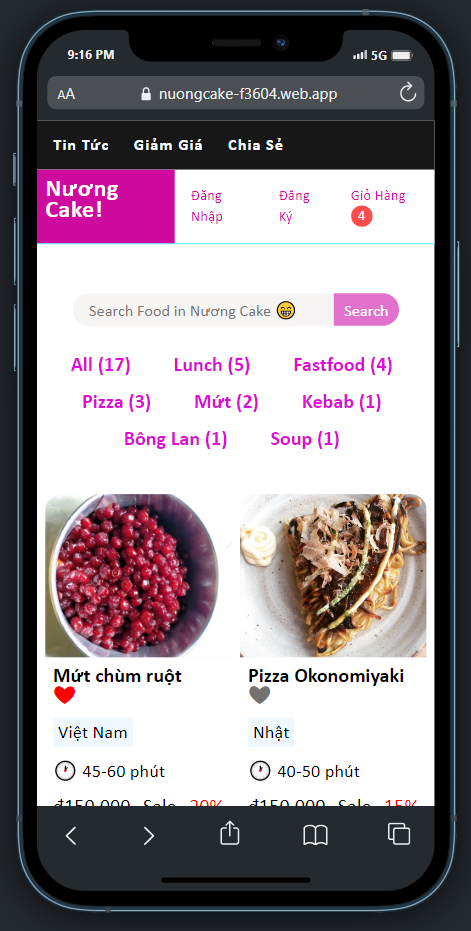 9:16 PM 5G
AA nuongcake-f3604.web.app
Tin Tức Giảm Giá Chia Sẻ
Nương
Cake!
Đăng
Nhập
Đăng
Ký
Giỏ Hàng
4
Search Food in Nương Cake 😁 Search
All (17) Lunch (5) Fastfood (4)
Pizza (3) Mứt (2) Kebab (1)
Bông Lan (1) Soup (1)
Mứt chùm ruột Pizza Okonomiyaki
Việt Nam Nhật
45-60 phút 40-50 phút
đ150,000 Sale 20% đ150,000 Sale 15%